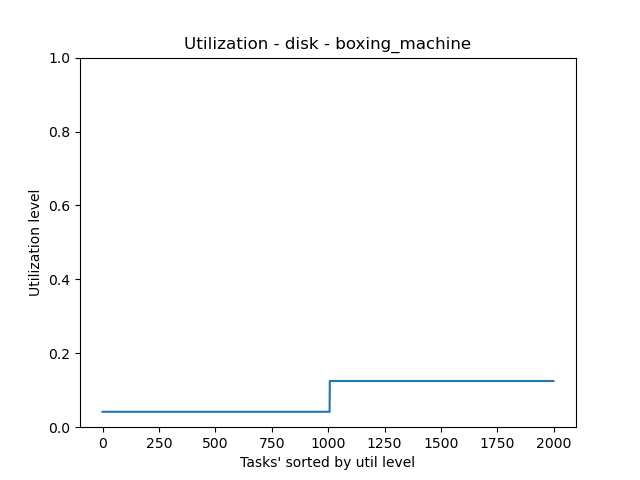 Utilization - disk - boxing_machine
1.0
0.8
0.6
0.4
0.2
0.0
Utilization level
0 250 500 750 1000 1250 1500 1750 2000
Tasks' sorted by util level